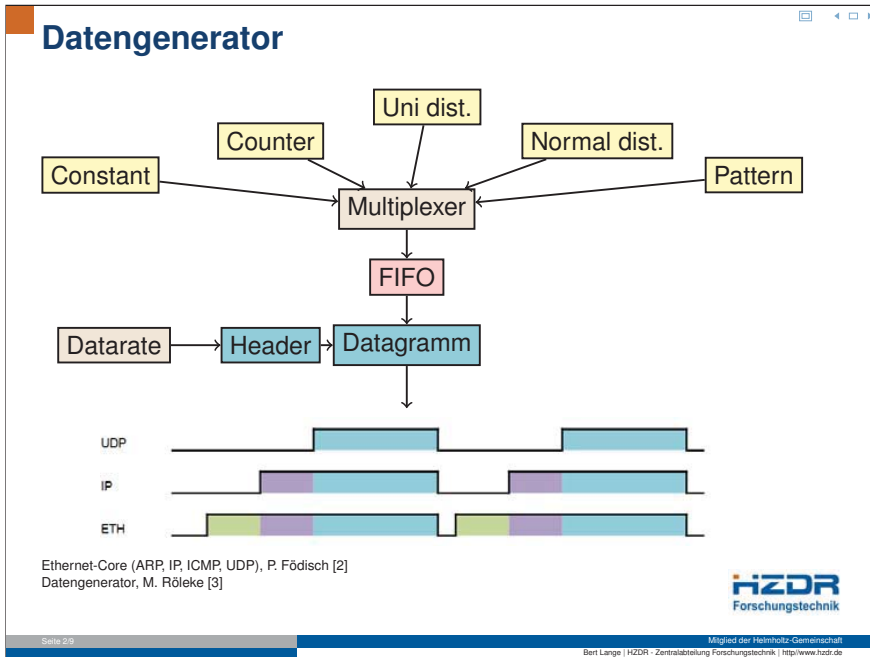 Datengenerator
Uni dist.
Counter
Normal dist.
Constant
Pattern
Multiplexer
FIFO
Datarate
Header
Datagramm
UDP
IP
ETH
Ethernet-Core (ARP, IP, ICMP, UDP), P. Födisch [2]
Datengenerator, M. Röleke [3]
HZDR
Forschungstechnik
Seite 2/9
Mitglied der Helmholtz-Gemeinschaft
Bert Lange | HZDR - Zentralabteilung Forschungstechnik | http//www.hzdr.de